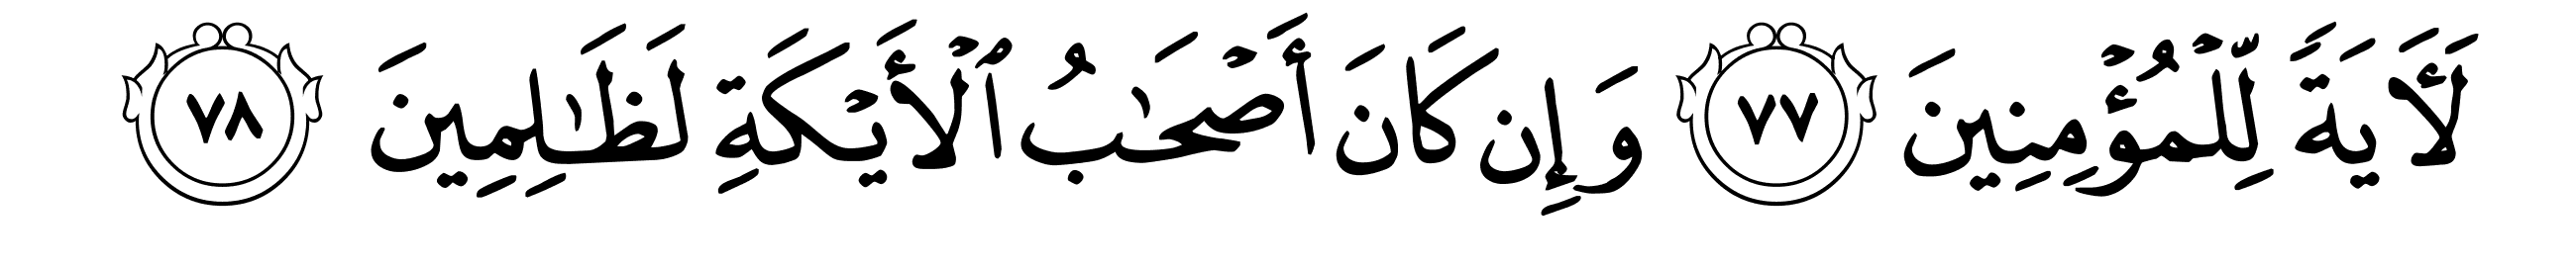 لَأٓيَةً لِّلۡمُؤۡمِنِينَ ٧٧ وَإِن كَانَ أَصۡحَٰبُ ٱلۡأَيۡكَةِ لَظَٰلِمِينَ ٧٨